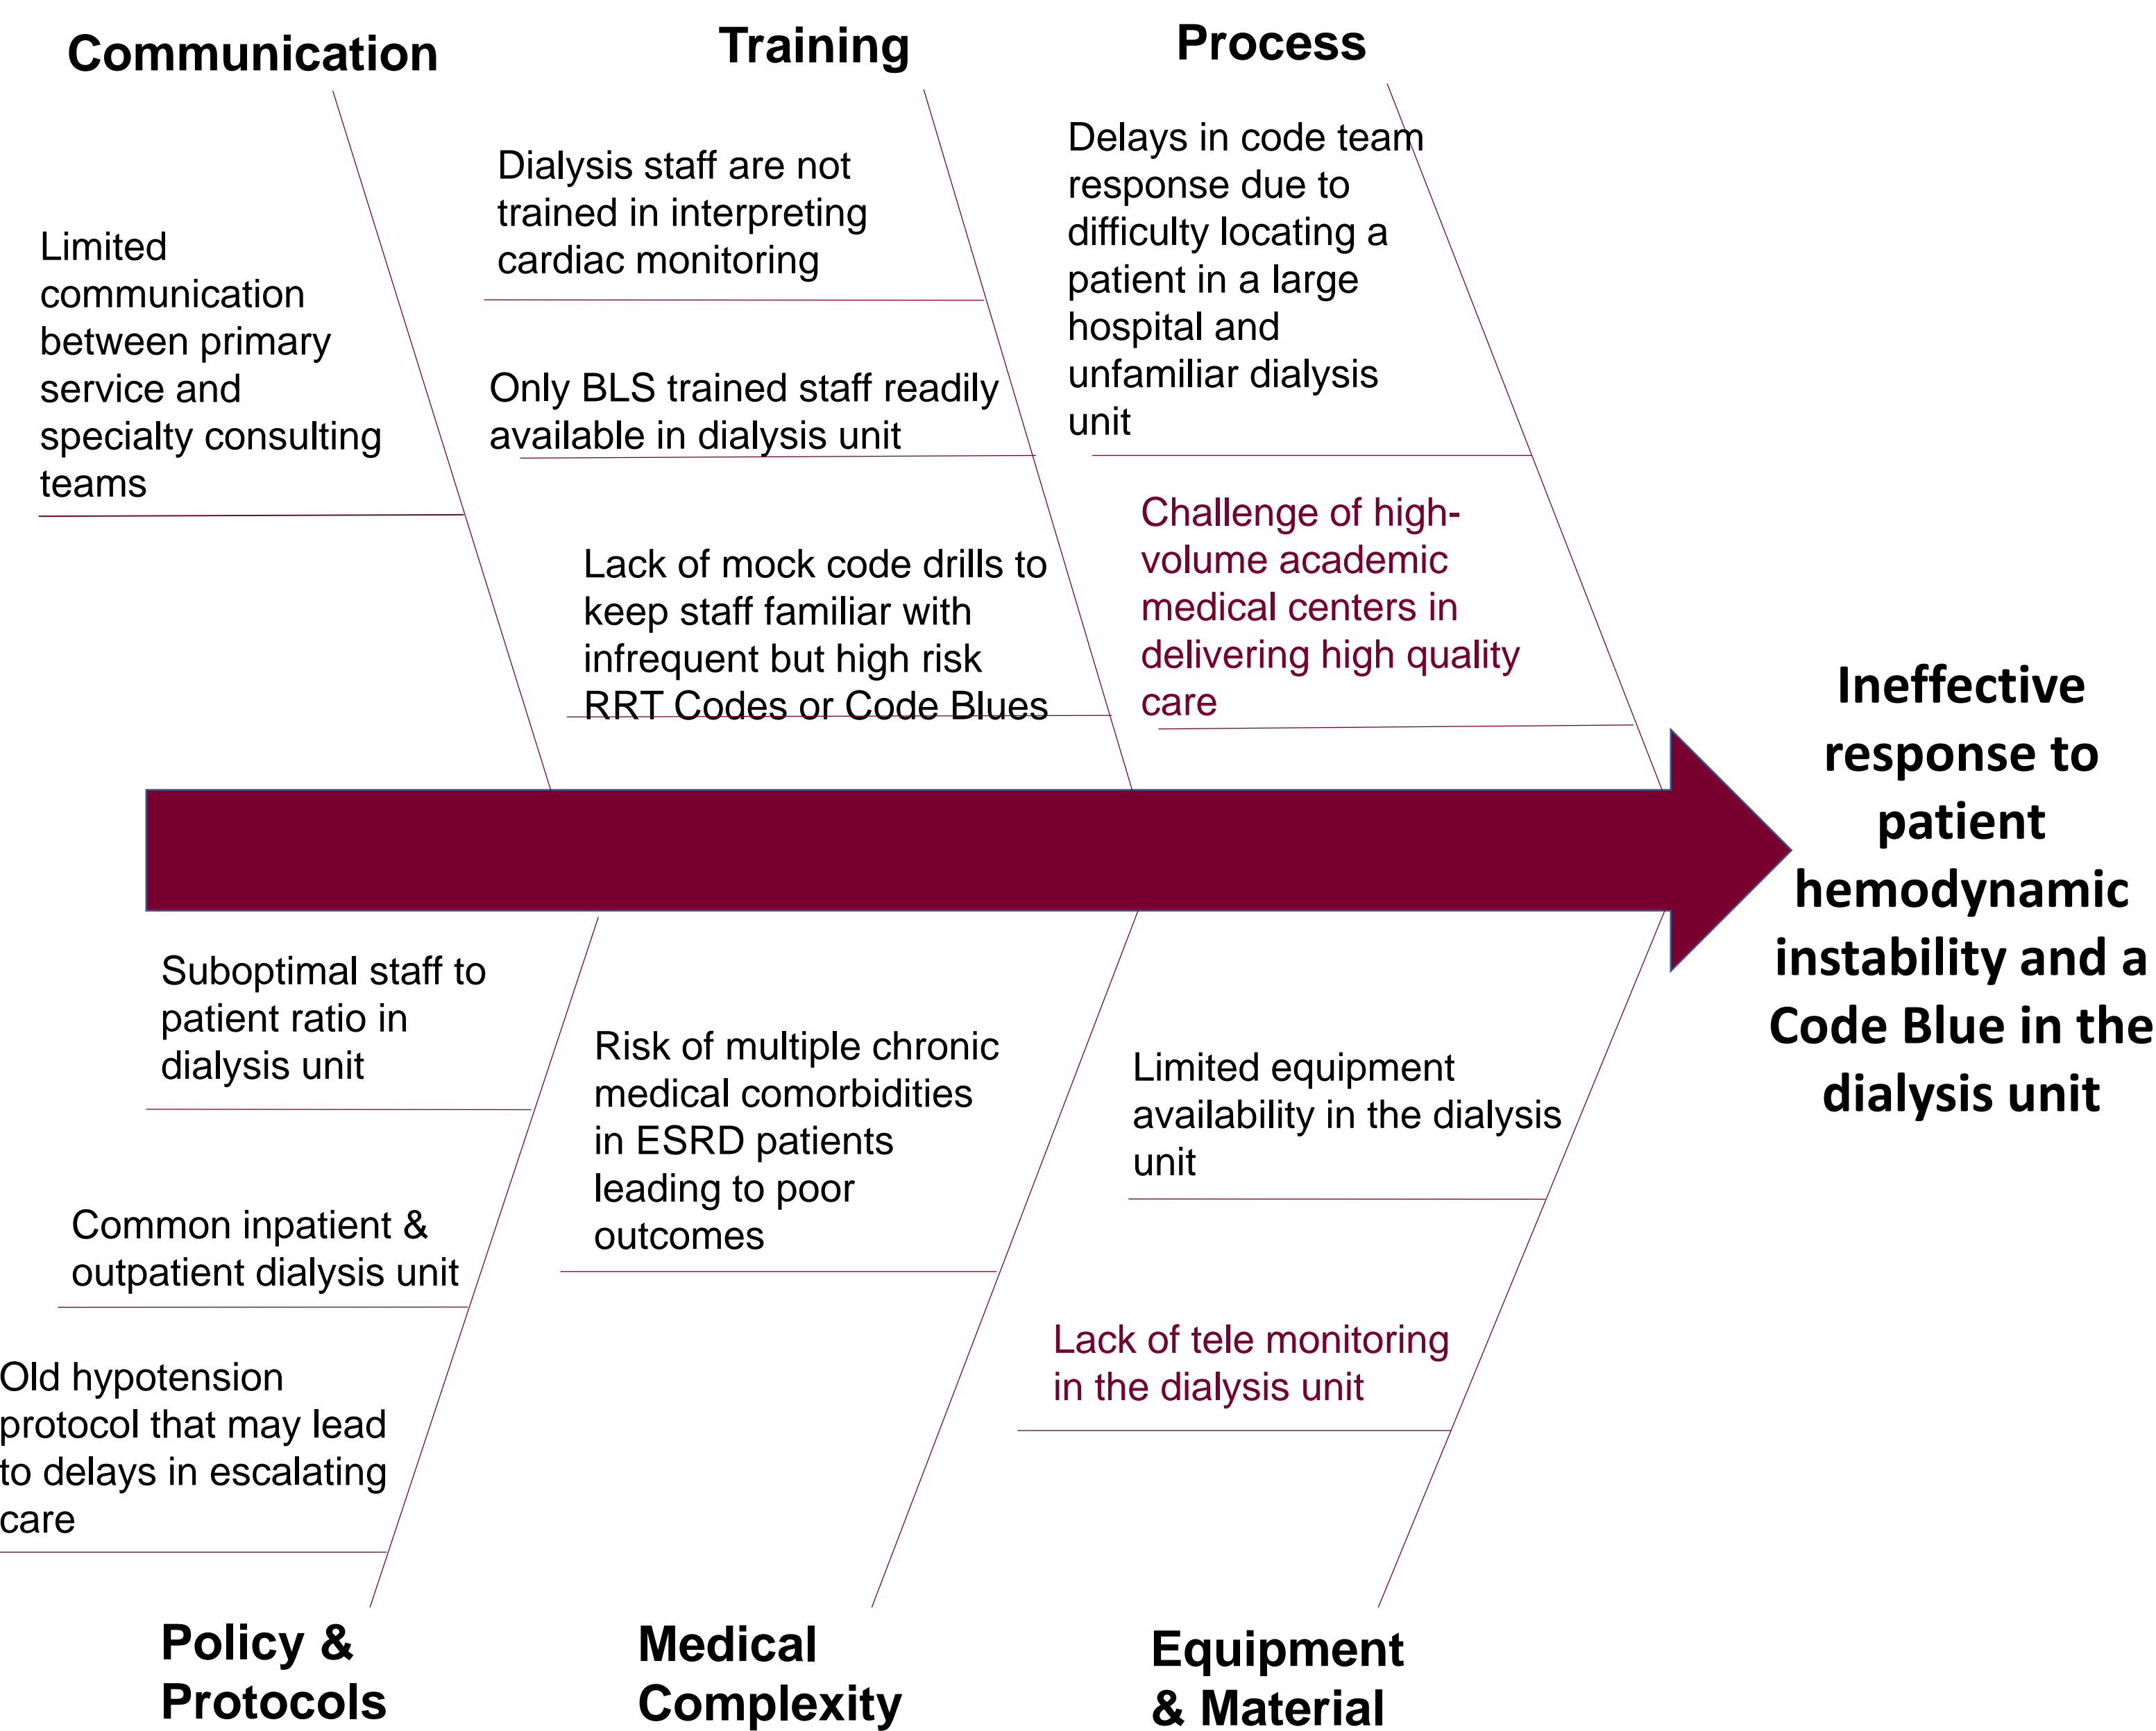 Communication
Training
Process
Limited
communication
between primary
service and
specialty consulting
teams
Dialysis staff are not
trained in interpreting
cardiac monitoring
Only BLS trained staff readily
available in dialysis unit
Lack of mock code drills to
keep staff familiar with
infrequent but high risk
RRT Codes or Code Blues
Delays in code team
response due to
difficulty locating a
patient in a large
hospital and
unfamiliar dialysis
unit
Challenge of high-
volume academic
medical centers in
delivering high quality
care
Ineffective
response to
patient
hemodynamic
instability and a
Code Blue in the
dialysis unit
Suboptimal staff to
patient ratio in
dialysis unit
Common inpatient &
outpatient dialysis unit
Old hypotension
protocol that may lead
to delays in escalating
care
Risk of multiple chronic
medical comorbidities
in ESRD patients
leading to poor
outcomes
Limited equipment
availability in the dialysis
unit
Lack of tele monitoring
in the dialysis unit
Policy &
Protocols
Medical
Complexity
Equipment
& Material